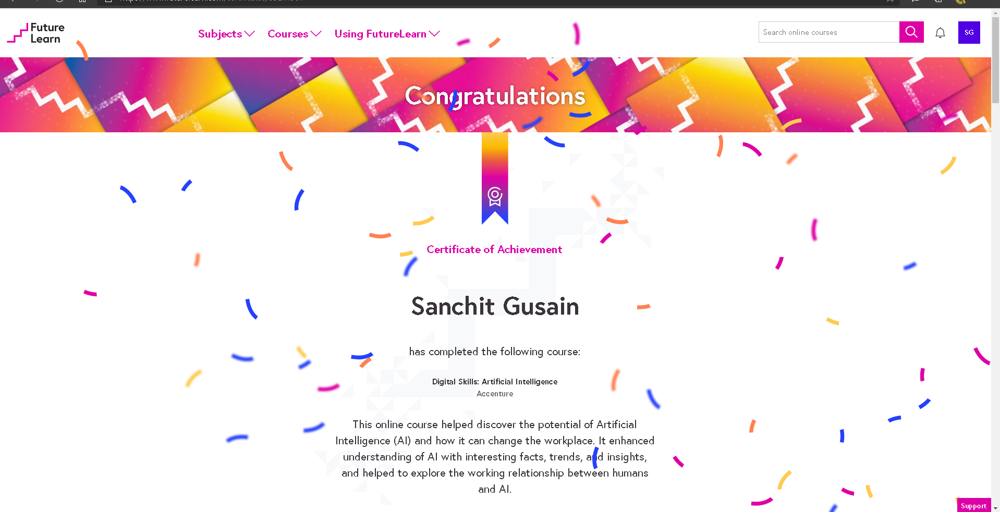 Future
Learn
Subjects
Courses
Using FutureLearn
Search online courses
SG
Congratulations
Certificate of Achievement
Sanchit Gusain
has completed the following course:
Digital Skills: Artificial Intelligence
Accenture
This online course helped discover the potential of Artificial
Intelligence (AI) and how it can change the workplace. It enhanced
understanding of AI with interesting facts, trends, and insights,
and helped to explore the working relationship between humans
and AI.
Support